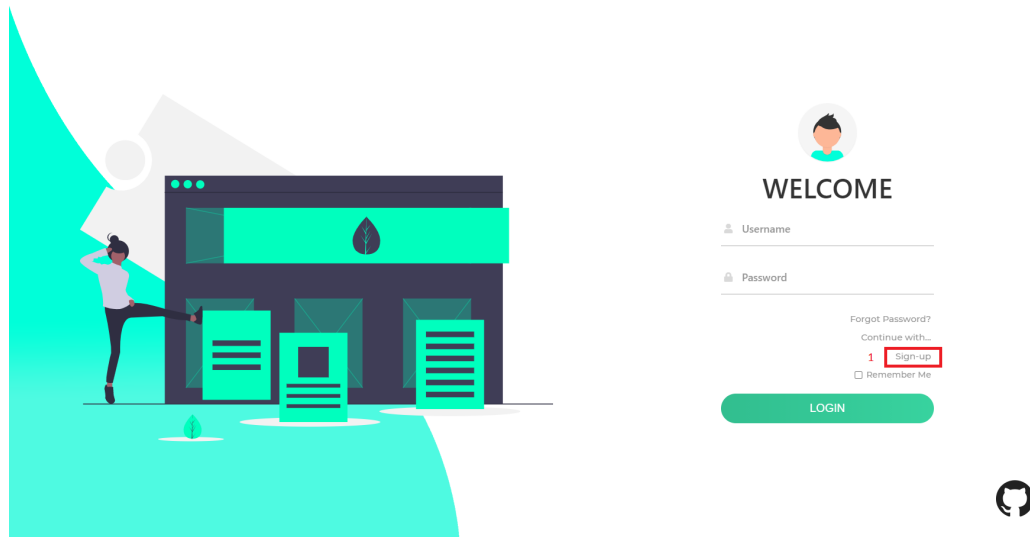 WELCOME
Username
Password
Forgot Password?
Continue with...
1 Sign-up
Remember Me
LOGIN